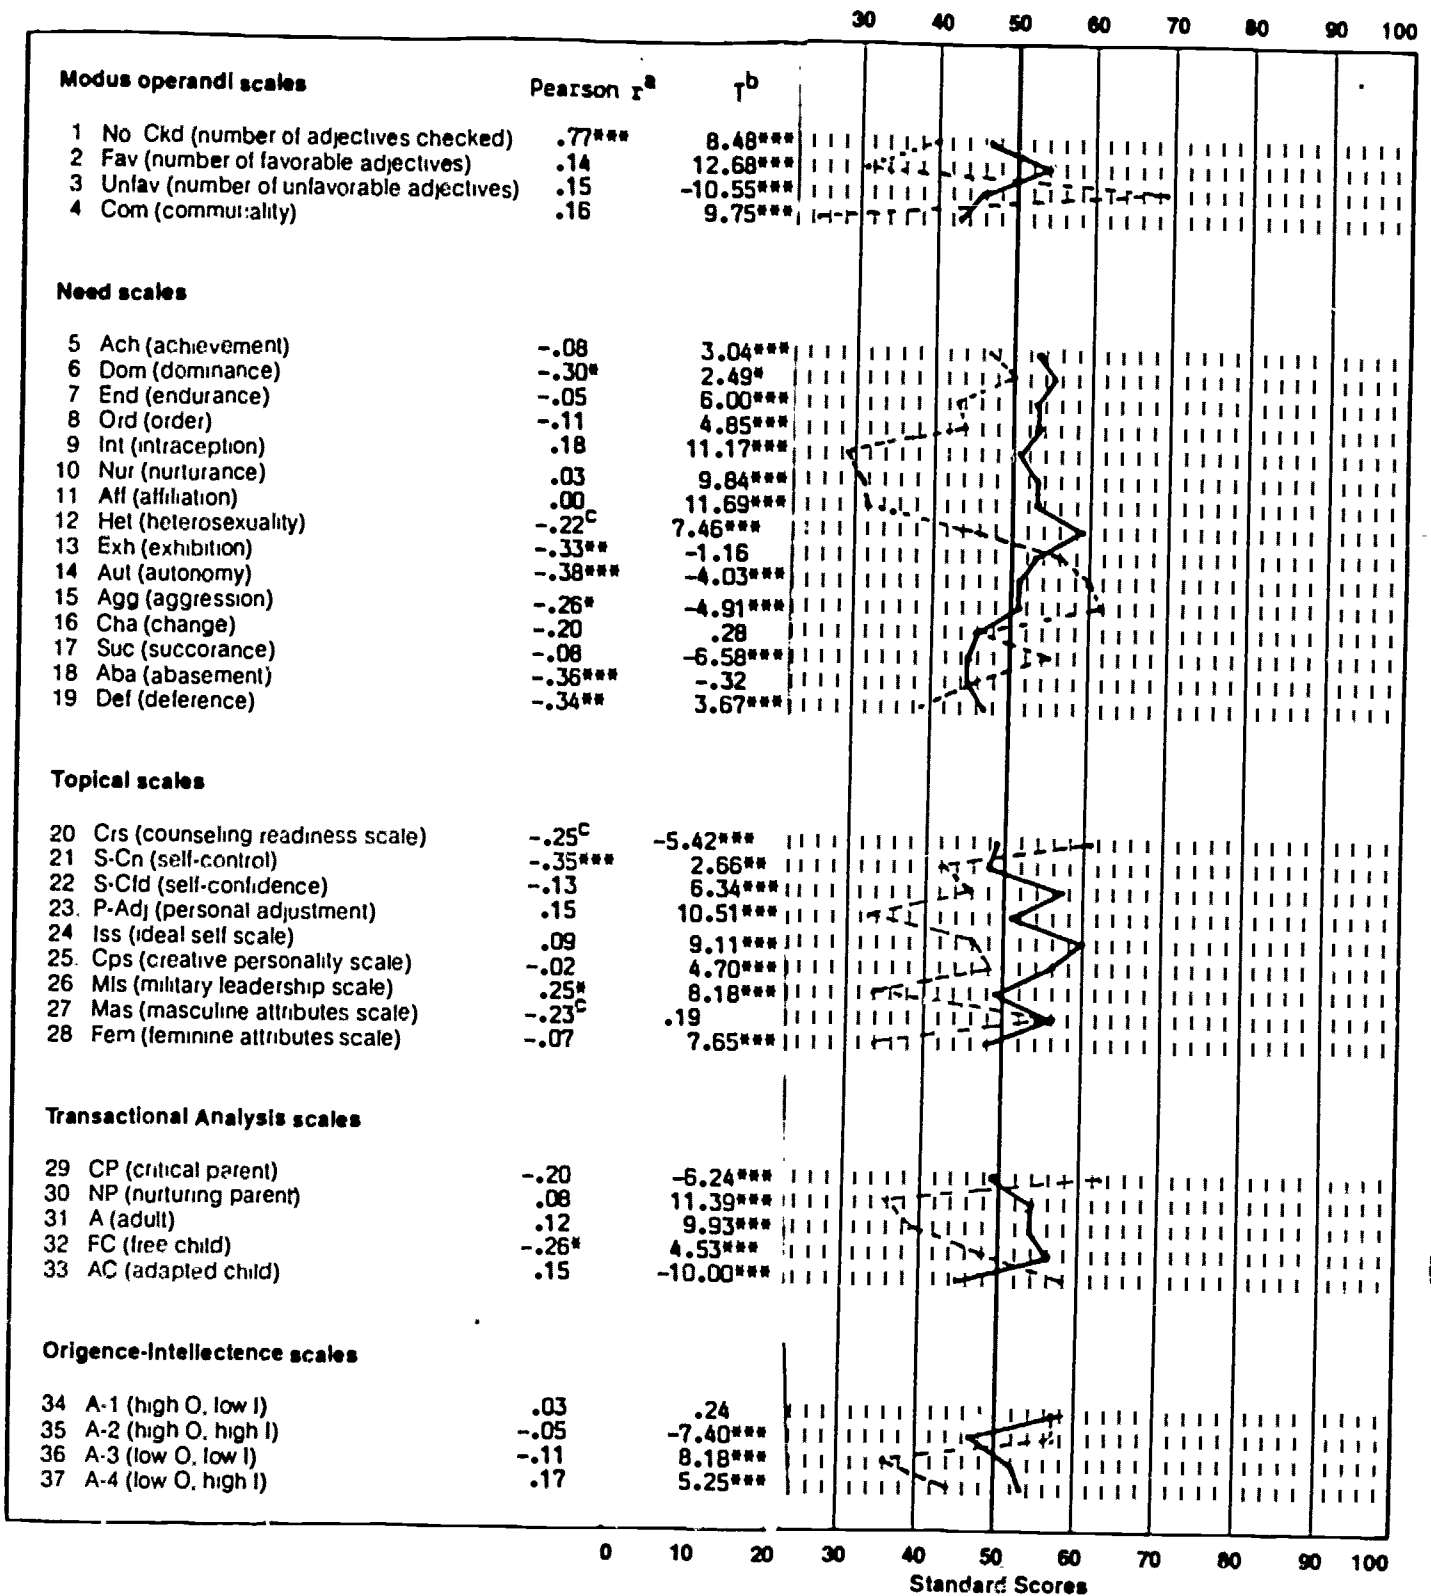 30 40 50 60 70 80 90 100
Modus operandi scales Pearson r^a T^b
1 No Ckd (number of adjectives checked) .77*** 8.48***
2 Fav (number of favorable adjectives) .14 12.68***
3 Unfav (number of unfavorable adjectives) .15 -10.55***
4 Com (communality) .16 9.75***
Need scales
5 Ach (achievement) -.08 3.04***
6 Dom (dominance) -.30* 2.49*
7 End (endurance) -.05 6.00***
8 Ord (order) -.11 4.85***
9 Int (intraception) .18 11.17***
10 Nur (nurturance) .03 9.84***
11 Aff (affiliation) .00 11.69***
12 Het (heterosexuality) -.22^c 7.46***
13 Exh (exhibition) -.33** -1.16
14 Aut (autonomy) -.38*** -4.03***
15 Agg (aggression) -.26* -4.91***
16 Cha (change) -.20 .28
17 Suc (succorance) -.08 -6.58***
18 Aba (abasement) -.36*** -.32
19 Def (deference) -.34** 3.67***
Topical scales
20 Crs (counseling readiness scale) -.25^c -5.42***
21 S-Cn (self-control) -.35*** 2.66**
22 S-Cfd (self-confidence) -.13 6.34***
23. P-Adj (personal adjustment) .15 10.51***
24 Iss (ideal self scale) .09 9.11***
25. Cps (creative personality scale) -.02 4.70***
26 Mls (military leadership scale) .25* 8.18***
27 Mas (masculine attributes scale) -.23^c .19
28 Fem (feminine attributes scale) -.07 7.65***
Transactional Analysis scales
29 CP (critical parent) -.20 -6.24***
30 NP (nurturing parent) .08 11.39***
31 A (adult) .12 9.93***
32 FC (free child) -.26* 4.53***
33 AC (adapted child) .15 -10.00***
Origence-Intellectence scales
34 A-1 (high O, low I) .03 .24
35 A-2 (high O, high I) -.05 -7.40***
36 A-3 (low O, low I) -.11 8.18***
37 A-4 (low O, high I) .17 5.25***
0 10 20 30 40 50 60 70 80 90 100
Standard Scores